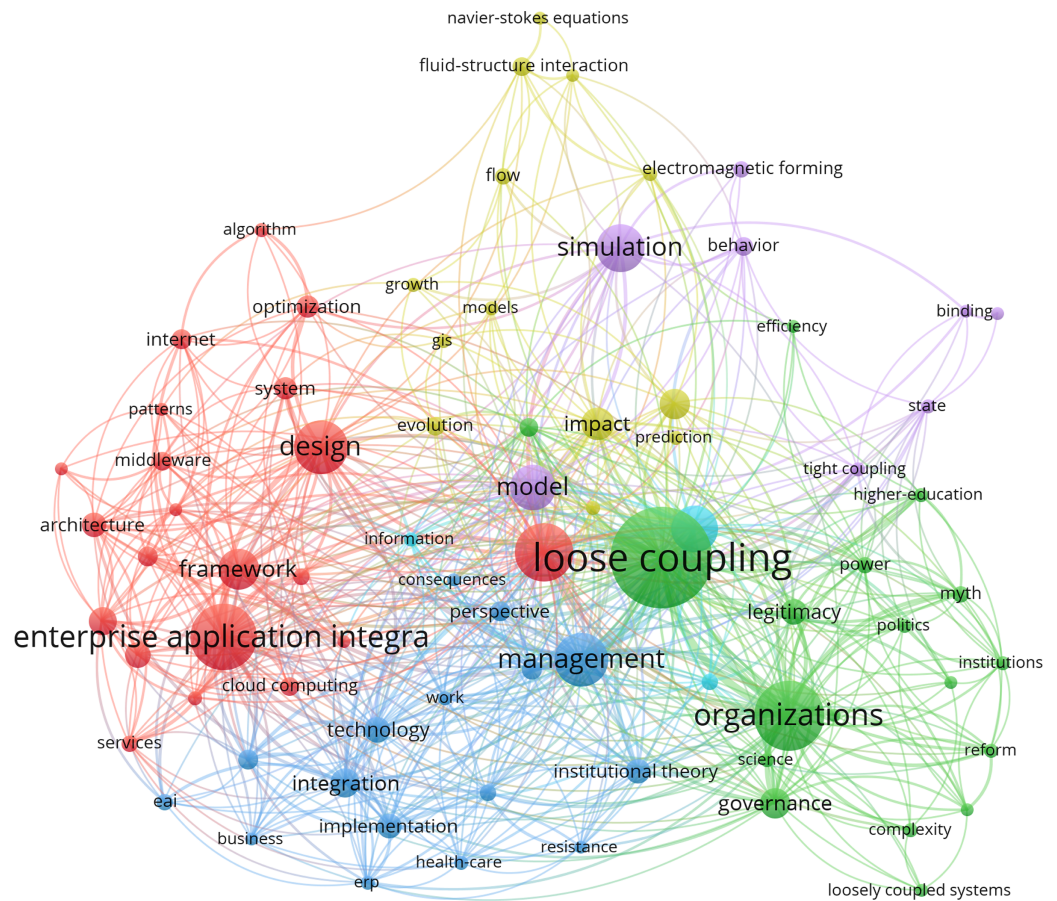 navier-stokes equations
fluid-structure interaction
electromagnetic forming
flow
algorithm
simulation
behavior
growth
optimization
models
binding
efficiency
internet
gis
system
patterns
state
evolution
impact
prediction
design
middleware
tight coupling
model
higher-education
architecture
information
loose coupling
framework
consequences
power
myth
perspective
legitimacy
politics
enterprise application integra
management
institutions
cloud computing
work
organizations
technology
services
reform
science
institutional theory
integration
eai
governance
implementation
complexity
business
resistance
health-care
erp
loosely coupled systems